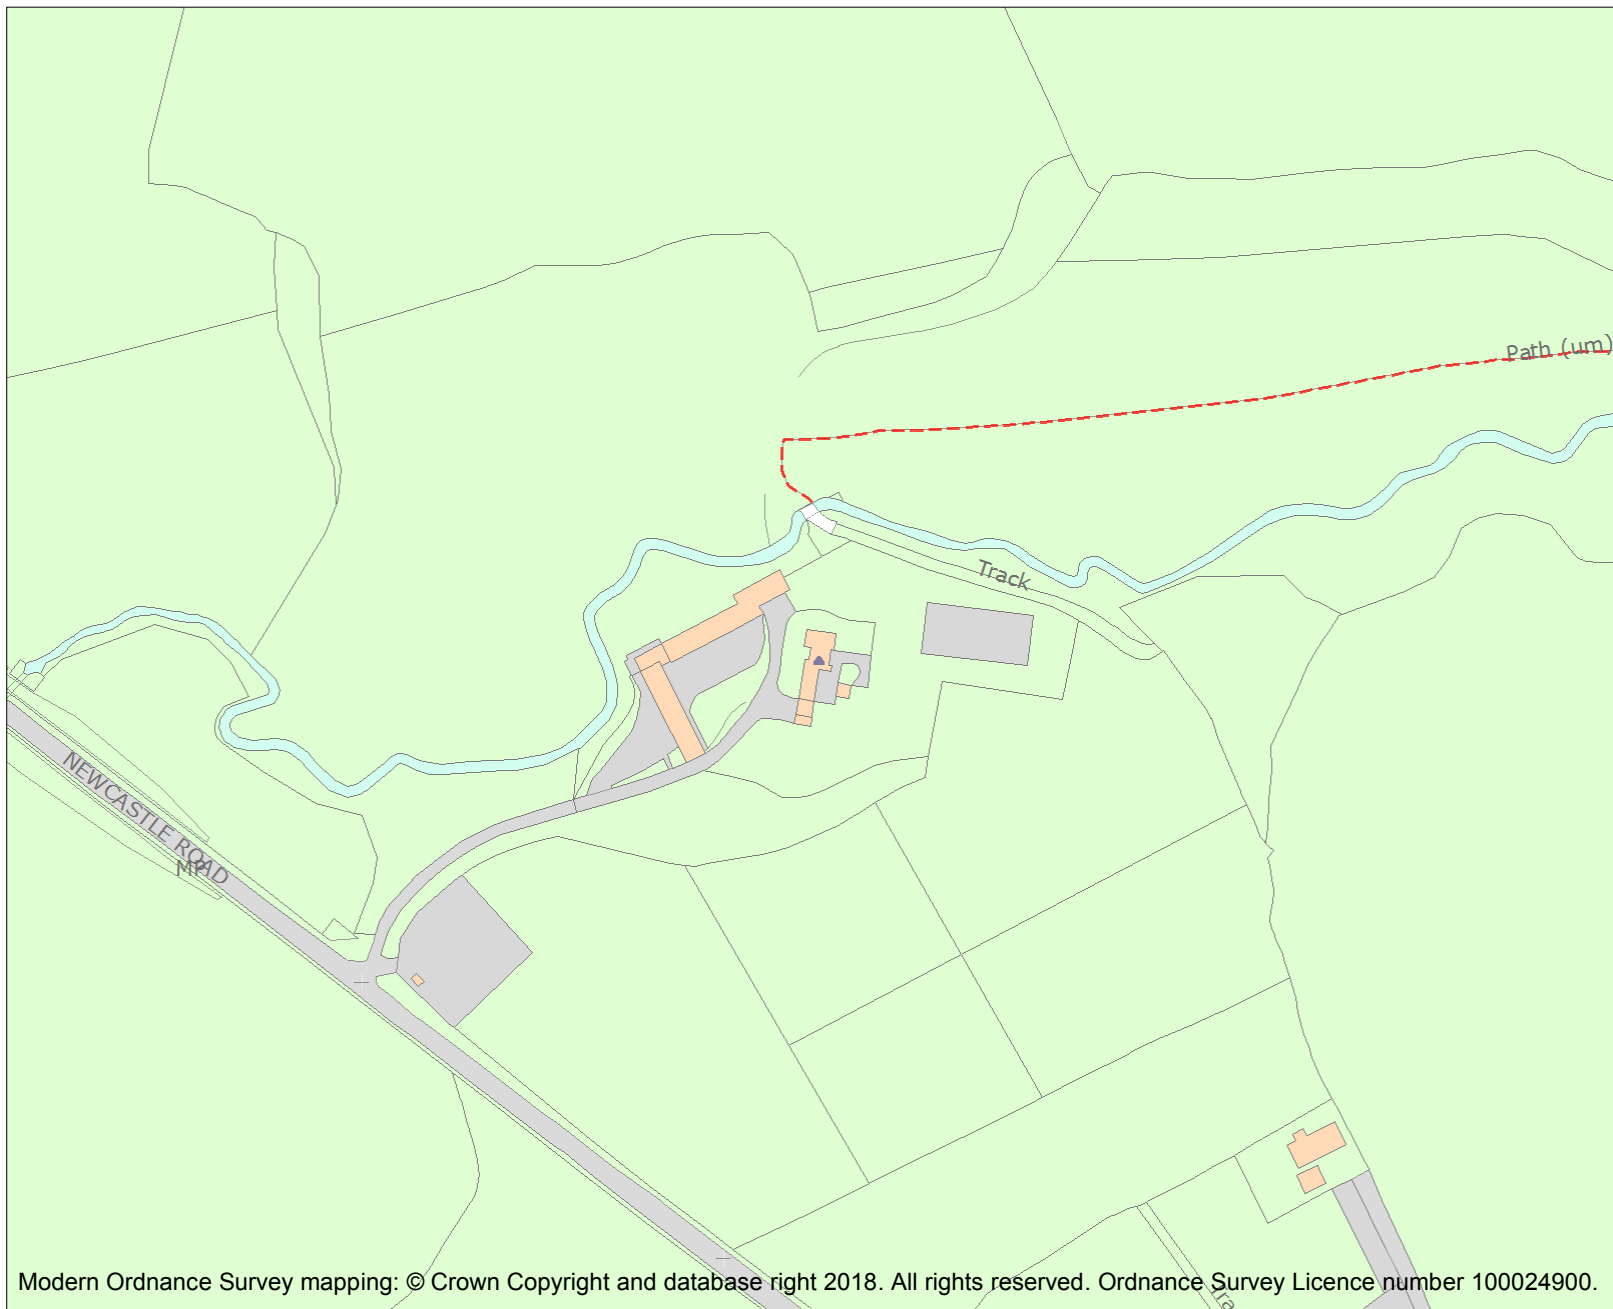 Path (um)
Track
NEWCASTLE ROAD
MP
Modern Ordnance Survey mapping: © Crown Copyright and database right 2018. All rights reserved. Ordnance Survey Licence number 100024900.